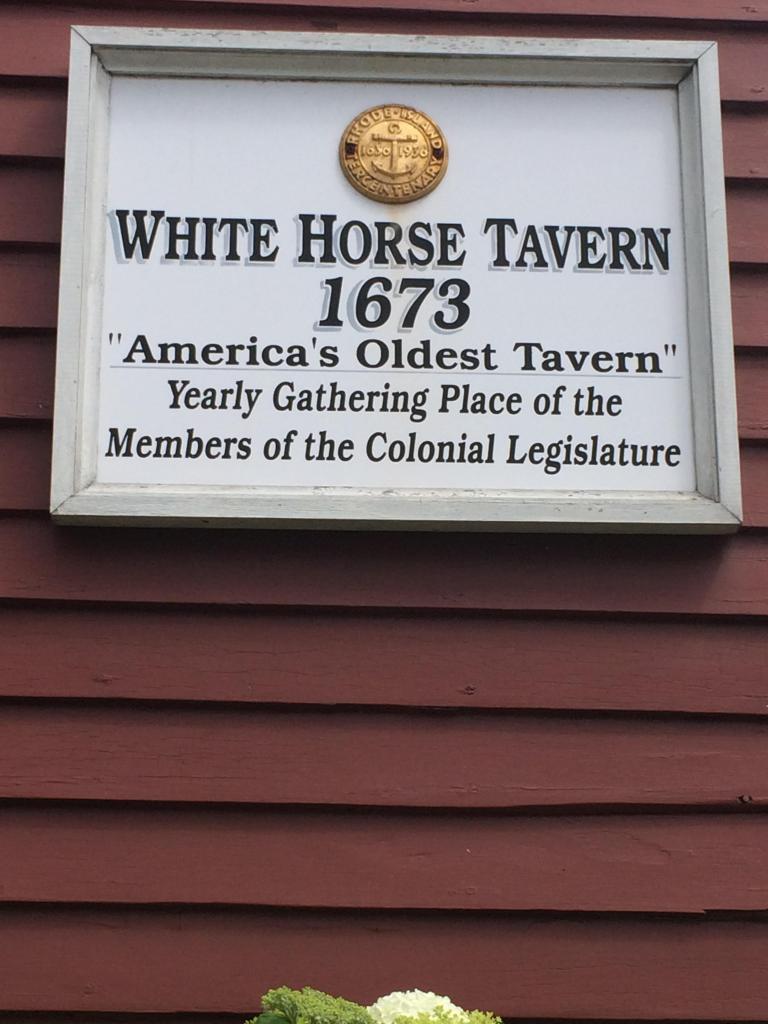 RHODE·ISLAND
1636 1936
TERCENTENARY
WHITE HORSE TAVERN
1673
"America's Oldest Tavern"
Yearly Gathering Place of the
Members of the Colonial Legislature